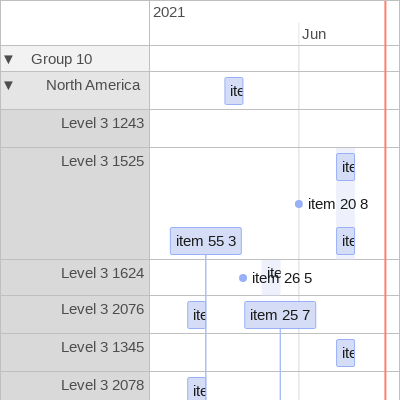 2021
Jun
▼ Group 10
▼ North America
ite
Level 3 1243
Level 3 1525
ite
item 20 8
item 55 3
ite
Level 3 1624
item 26 5
ite
Level 3 2076
ite
item 25 7
Level 3 1345
ite
Level 3 2078
ite